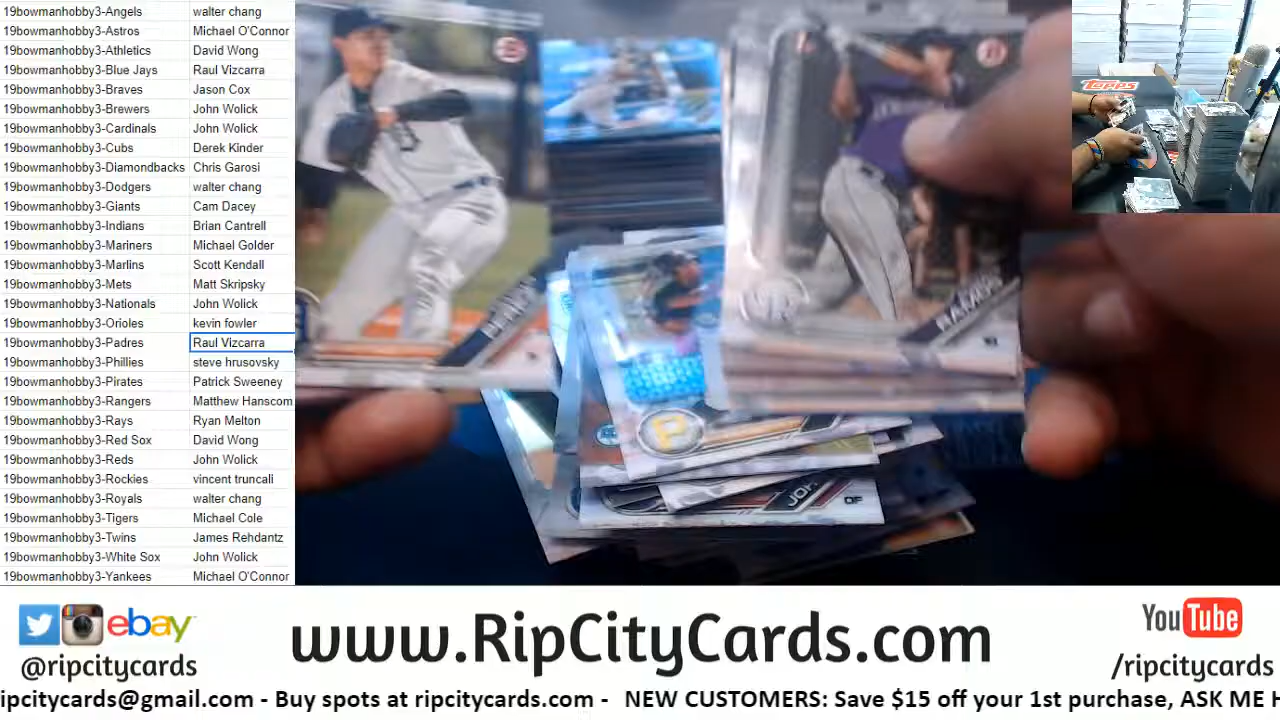 19bowmanhobby3-Angels walter chang
19bowmanhobby3-Astros Michael O'Connor
19bowmanhobby3-Athletics David Wong
19bowmanhobby3-Blue Jays Raul Vizcarra
19bowmanhobby3-Braves Jason Cox
19bowmanhobby3-Brewers John Wolick
19bowmanhobby3-Cardinals John Wolick
19bowmanhobby3-Cubs Derek Kinder
19bowmanhobby3-Diamondbacks Chris Garosi
19bowmanhobby3-Dodgers walter chang
19bowmanhobby3-Giants Cam Dacey
19bowmanhobby3-Indians Brian Cantrell
19bowmanhobby3-Mariners Michael Golder
19bowmanhobby3-Marlins Scott Kendall
19bowmanhobby3-Mets Matt Skripsky
19bowmanhobby3-Nationals John Wolick
19bowmanhobby3-Orioles kevin fowler
19bowmanhobby3-Padres Raul Vizcarra
19bowmanhobby3-Phillies steve hrusovsky
19bowmanhobby3-Pirates Patrick Sweeney
19bowmanhobby3-Rangers Matthew Hanscom
19bowmanhobby3-Rays Ryan Melton
19bowmanhobby3-Red Sox David Wong
19bowmanhobby3-Reds John Wolick
19bowmanhobby3-Rockies vincent truncali
19bowmanhobby3-Royals walter chang
19bowmanhobby3-Tigers Michael Cole
19bowmanhobby3-Twins James Rehdantz
19bowmanhobby3-White Sox John Wolick
19bowmanhobby3-Yankees Michael O'Connor
Topps
RAMOS
P
JO
OF
ebay
@ripcitycards
www.RipCityCards.com
YouTube
/ripcitycards
ripcitycards@gmail.com - Buy spots at ripcitycards.com - NEW CUSTOMERS: Save $15 off your 1st purchase, ASK ME H